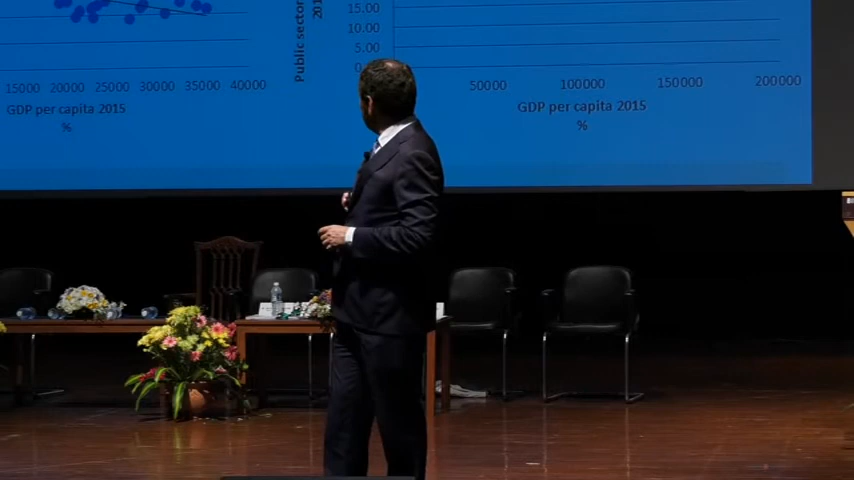 15000 20000 25000 30000 35000 40000
GDP per capita 2015
%
Public sector
201
15.00
10.00
5.00
50000 100000 150000 200000
GDP per capita 2015
%